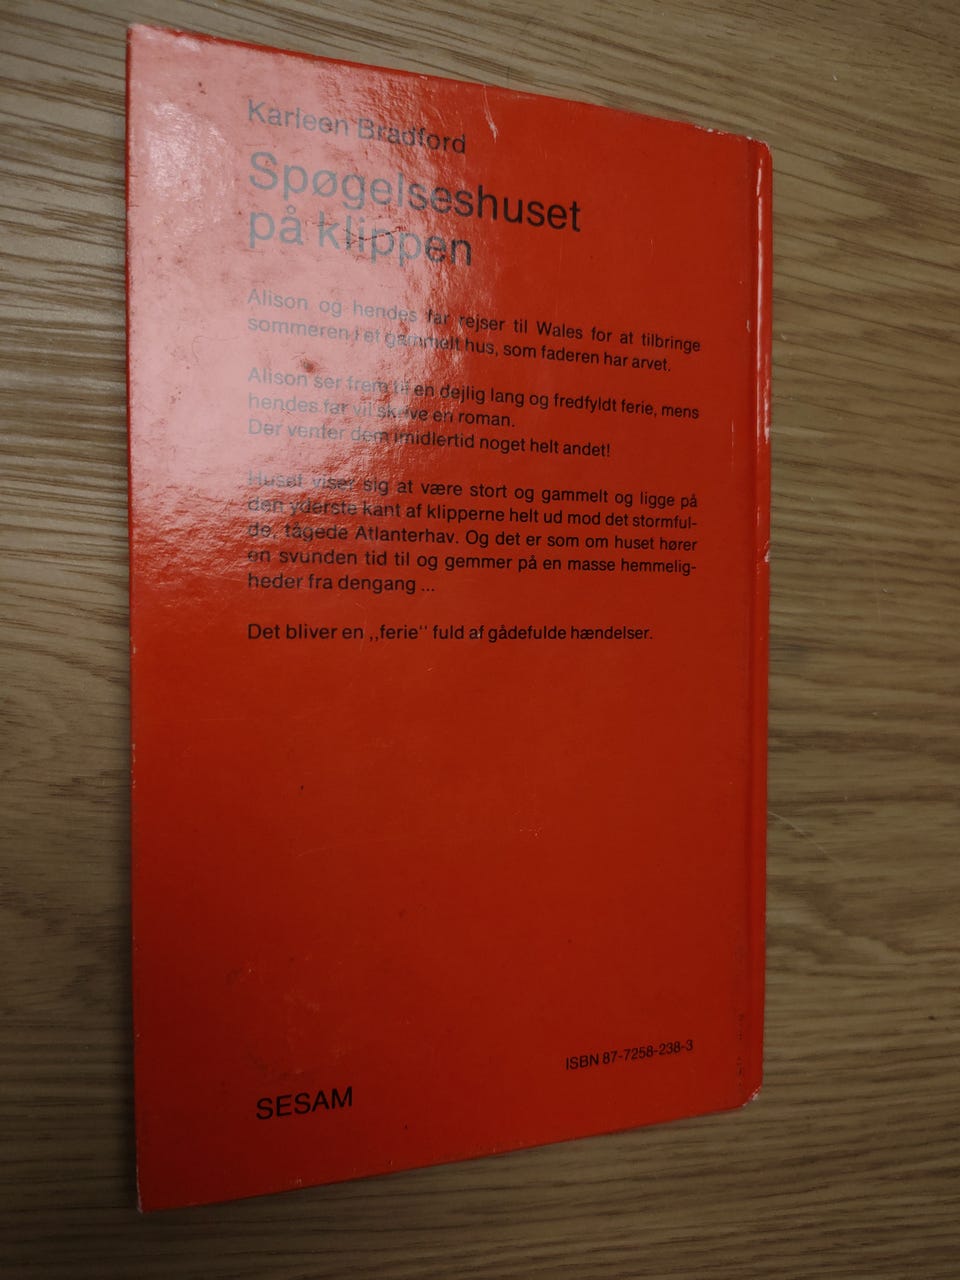 Karleen Bradford
Spøgelseshuset
på klippen
Alison og hendes far rejser til Wales for at tilbringe
sommeren i et gammelt hus, som faderen har arvet.
Alison ser frem til en dejlig lang og fredfyldt ferie, mens
hendes far vil skrive en roman.
Der venter dem imidlertid noget helt andet!
Huset viser sig at være stort og gammelt og ligge på
den yderste kant af klipperne helt ud mod det stormful-
de, tågede Atlanterhav. Og det er som om huset hører
en svunden tid til og gemmer på en masse hemmelig-
heder fra dengang ...
Det bliver en ,,ferie'' fuld af gådefulde hændelser.
ISBN 87-7258-238-3
SESAM